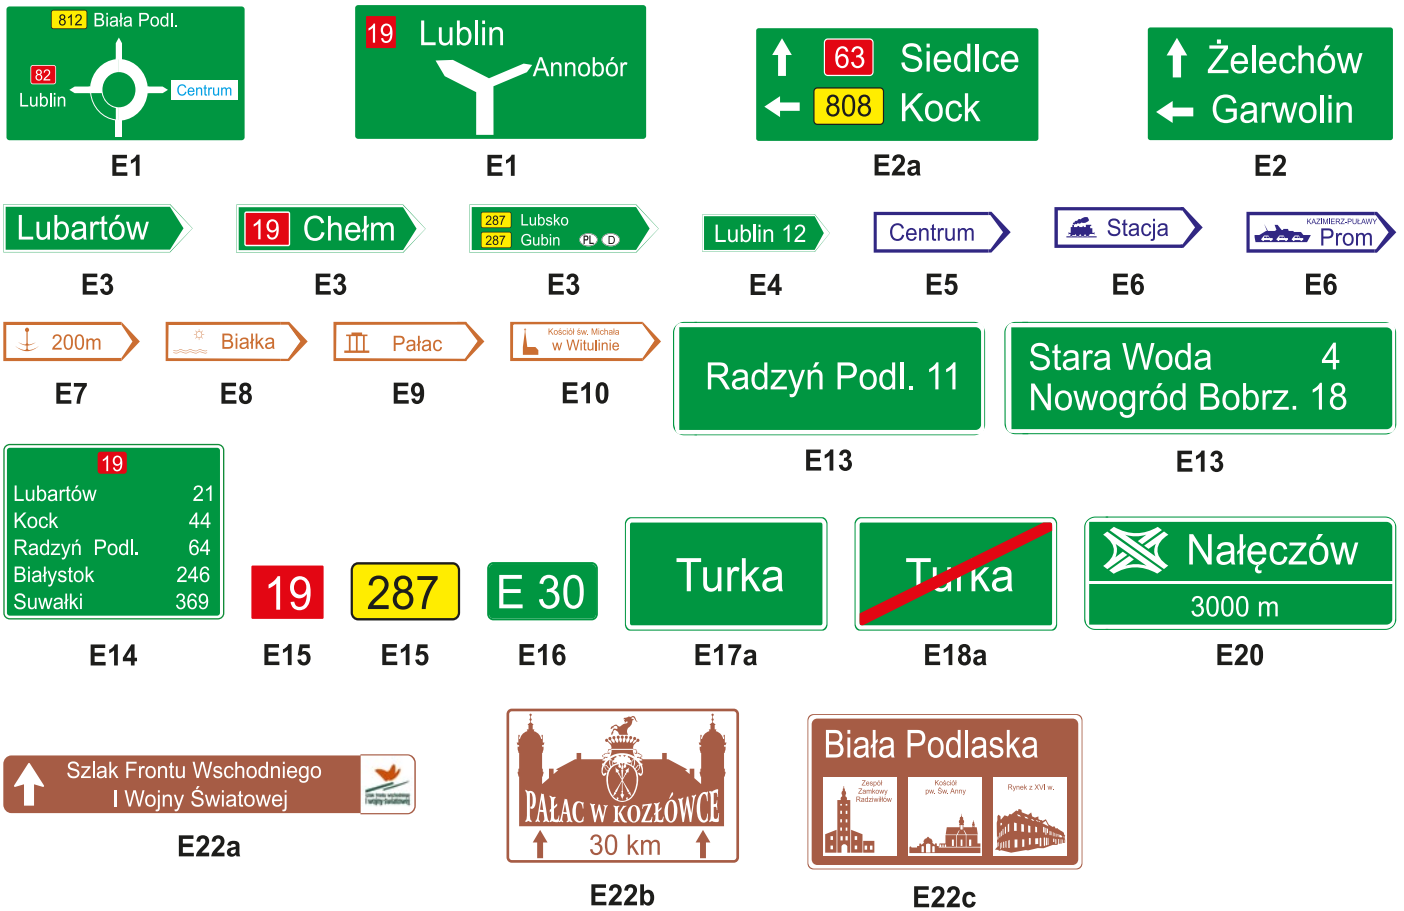 812 Biała Podl.
82
Lublin
Centrum
E1
19 Lublin
Annobór
E1
63 Siedlce
808 Kock
E2a
Żelechów
Garwolin
E2
Lubartów
E3
19 Chełm
E3
287 Lubsko
287 Gubin PL D
E3
Lublin 12
E4
Centrum
E5
Stacja
E6
KAZIMIERZ-PUŁAWY
Prom
E6
200m
E7
Białka
E8
Pałac
E9
Kościół św. Michała
w Witulinie
E10
Radzyń Podl. 11
E13
Stara Woda 4
Nowogród Bobrz. 18
E13
19
Lubartów 21
Kock 44
Radzyń Podl. 64
Białystok 246
Suwałki 369
E14
19
E15
287
E15
E 30
E16
Turka
E17a
Turka
E18a
Nałęczów
3000 m
E20
Szlak Frontu Wschodniego
I Wojny Światowej
szlak frontu wschodniego
I wojny światowej
E22a
PAŁAC W KOZŁÓWCE
30 km
E22b
Biała Podlaska
Zespół
Zamkowy
Radziwiłłów
Kościół
pw. Św. Anny
Rynek z XVI w.
E22c